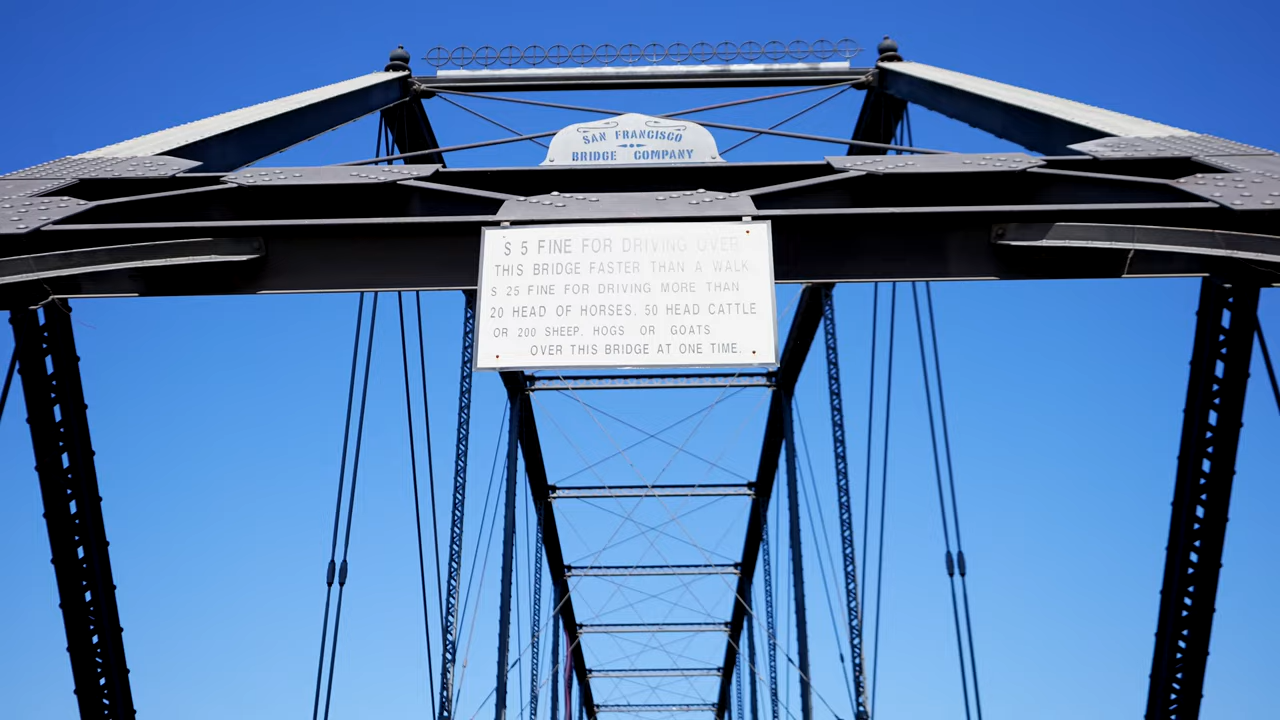 SAN FRANCISCO
BRIDGE COMPANY
$ 5 FINE FOR DRIVING OVER
THIS BRIDGE FASTER THAN A WALK.
$ 25 FINE FOR DRIVING MORE THAN
20 HEAD OF HORSES, 50 HEAD CATTLE
OR 200 SHEEP, HOGS OR GOATS
OVER THIS BRIDGE AT ONE TIME.